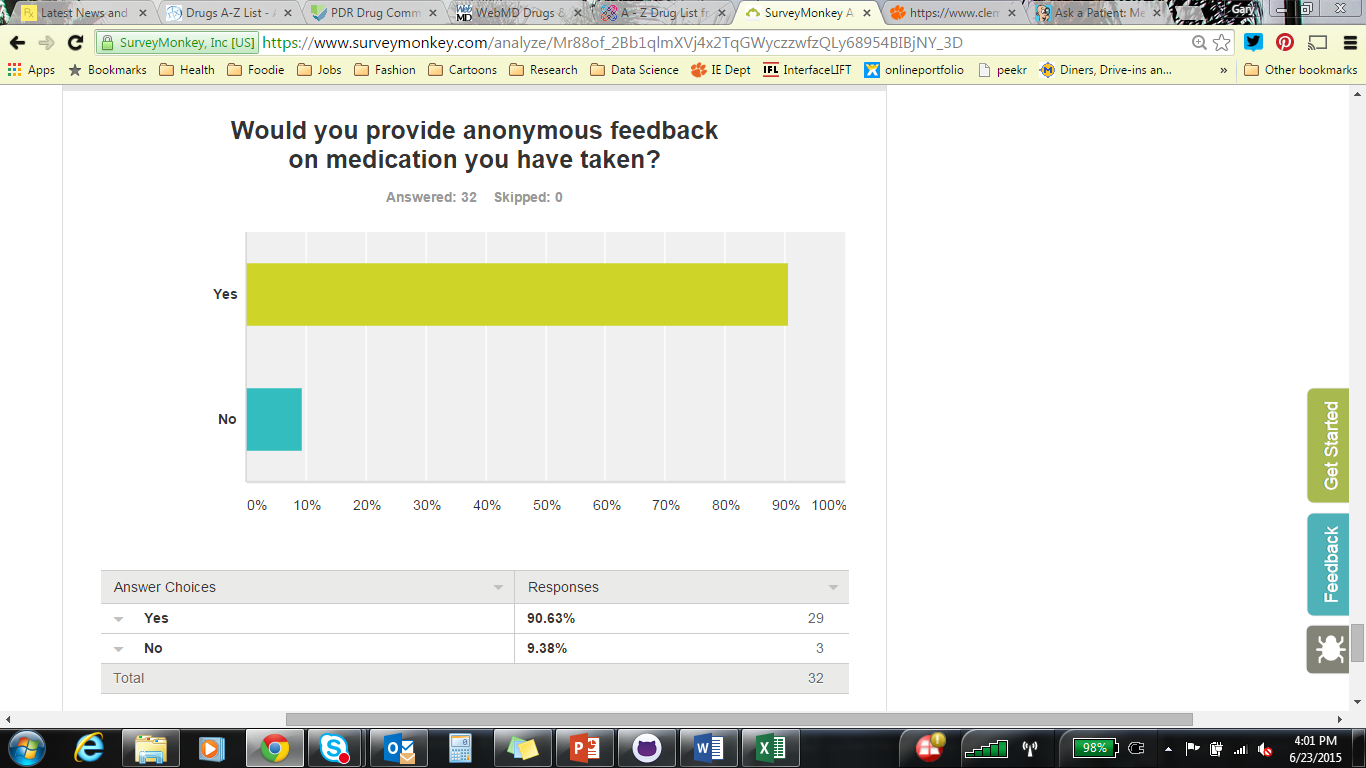 Latest News and
Drugs A-Z List -
PDR Drug Comm
WebMD Drugs &
A - Z Drug List fr
SurveyMonkey A
https://www.clem
Ask a Patient: Me
Gary
SurveyMonkey, Inc [US]
https://www.surveymonkey.com/analyze/Mr88of_2Bb1qlmXVj4x2TqGWyczzwfzQLy68954BIBjNY_3D
Apps
Bookmarks
Health
Foodie
Jobs
Fashion
Cartoons
Research
Data Science
IE Dept
IFL InterfaceLIFT
onlineportfolio
peekr
Diners, Drive-ins an...
»
Other bookmarks
Would you provide anonymous feedback
on medication you have taken?
Answered: 32 Skipped: 0
Yes
No
0% 10% 20% 30% 40% 50% 60% 70% 80% 90% 100%
Answer Choices Responses
Yes 90.63% 29
No 9.38% 3
Total 32
Get Started
Feedback
98%
4:01 PM
6/23/2015